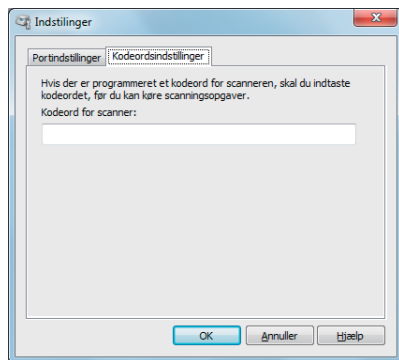 Indstilinger
Portindstillinger Kodeordsindstillinger
Hvis der er programmeret et kodeord for scanneren, skal du indtaste
kodeordet, før du kan køre scanningsopgaver.
Kodeord for scanner:
OK Annuller Hjælp